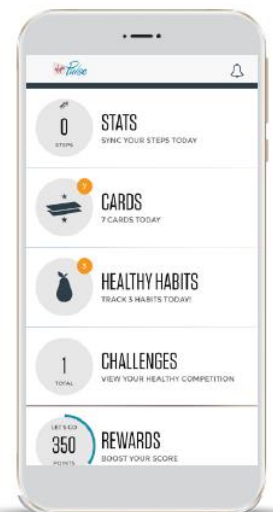 Pulse
0
STEPS
STATS
SYNC YOUR STEPS TODAY
7
CARDS
7 CARDS TODAY
3
HEALTHY HABITS
TRACK 3 HABITS TODAY!
1
TOTAL
CHALLENGES
VIEW YOUR HEALTHY COMPETITION
LET'S GO
350
POINTS
REWARDS
BOOST YOUR SCORE